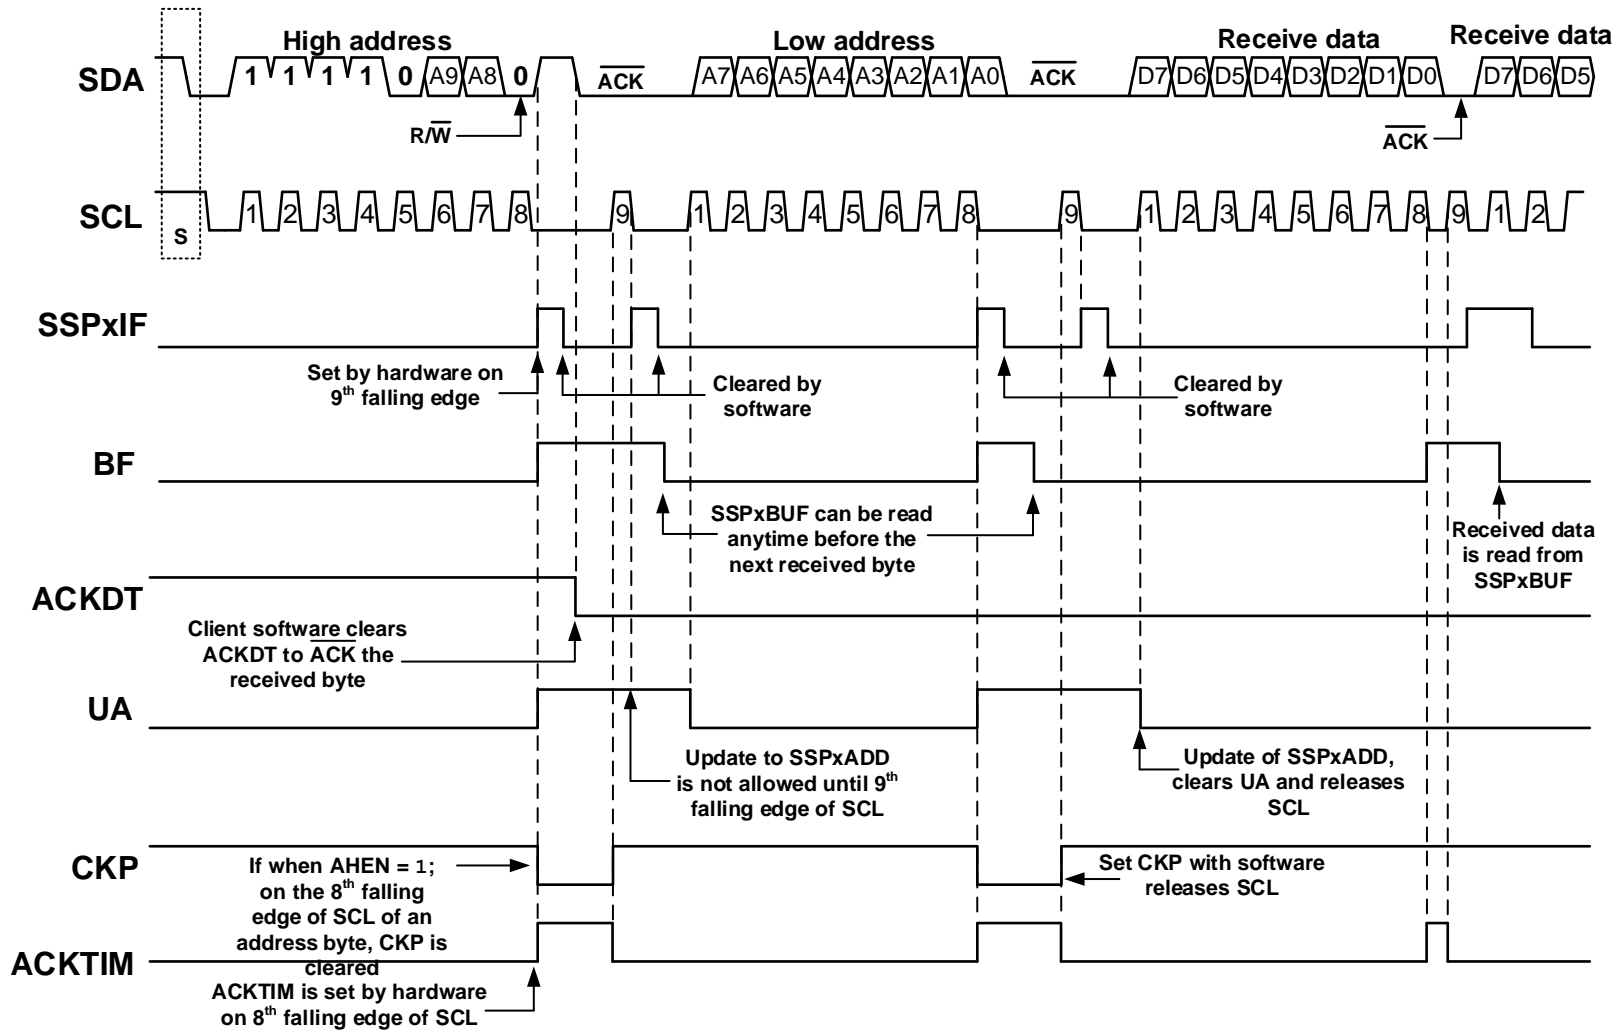 High address
Low address
Receive data
Receive data
SDA
1 1 1 1 0 A9 A8 0
ACK
A7 A6 A5 A4 A3 A2 A1 A0
ACK
D7 D6 D5 D4 D3 D2 D1 D0
D7 D6 D5
R/W
ACK
SCL
S
1 2 3 4 5 6 7 8 9 1 2 3 4 5 6 7 8 9 1 2 3 4 5 6 7 8 9 1 2
SSPxIF
Set by hardware on
9th falling edge
Cleared by
software
Cleared by
software
BF
SSPxBUF can be read
anytime before the
next received byte
Received data
is read from
SSPxBUF
ACKDT
Client software clears
ACKDT to ACK the
received byte
UA
Update to SSPxADD
is not allowed until 9th
falling edge of SCL
Update of SSPxADD,
clears UA and releases
SCL
CKP
If when AHEN = 1;
on the 8th falling
edge of SCL of an
address byte, CKP is
cleared
Set CKP with software
releases SCL
ACKTIM
ACKTIM is set by hardware
on 8th falling edge of SCL